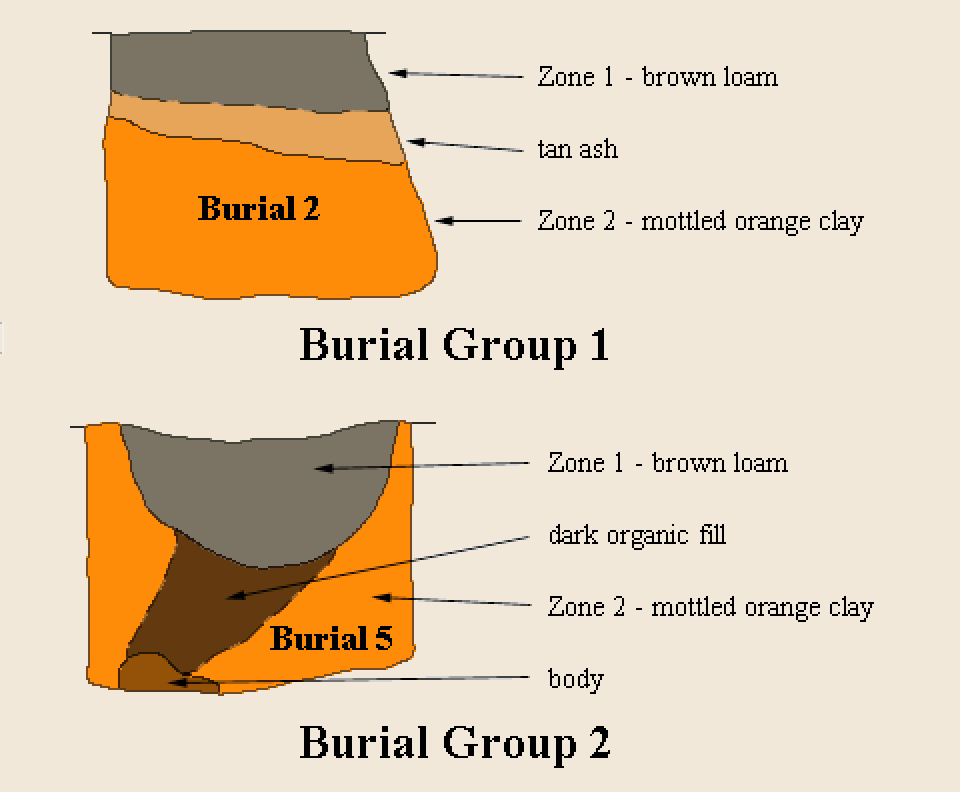 Zone 1 - brown loam
tan ash
Burial 2
Zone 2 - mottled orange clay
Burial Group 1
Zone 1 - brown loam
dark organic fill
Zone 2 - mottled orange clay
Burial 5
body
Burial Group 2